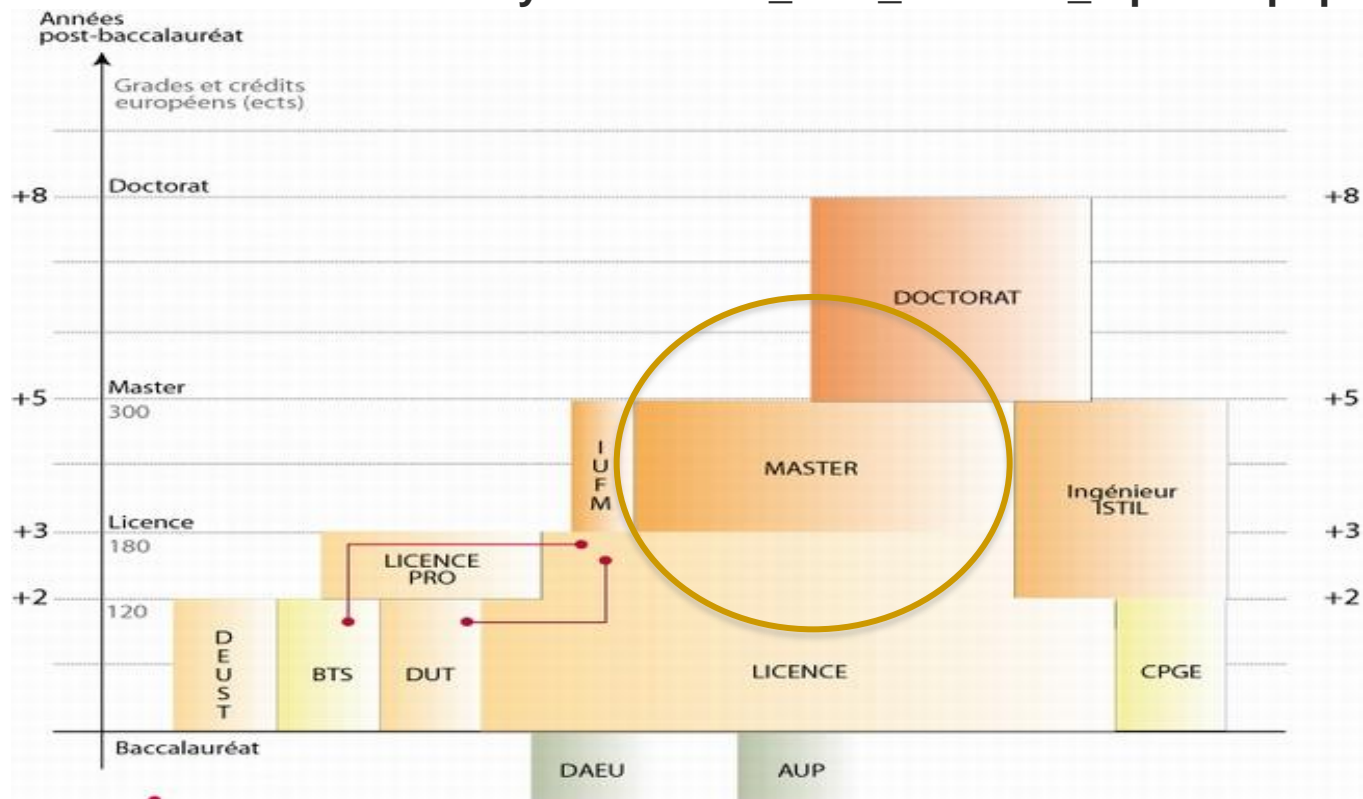 Années
post-baccalauréat
Grades et crédits
européens (ects)
+8
Doctorat
+8
DOCTORAT
+5
Master
300
+5
I
U
F
M
MASTER
Ingénieur
ISTIL
+3
Licence
180
+3
LICENCE
PRO
+2
120
+2
D
E
U
S
T
BTS
DUT
LICENCE
CPGE
Baccalauréat
DAEU
AUP